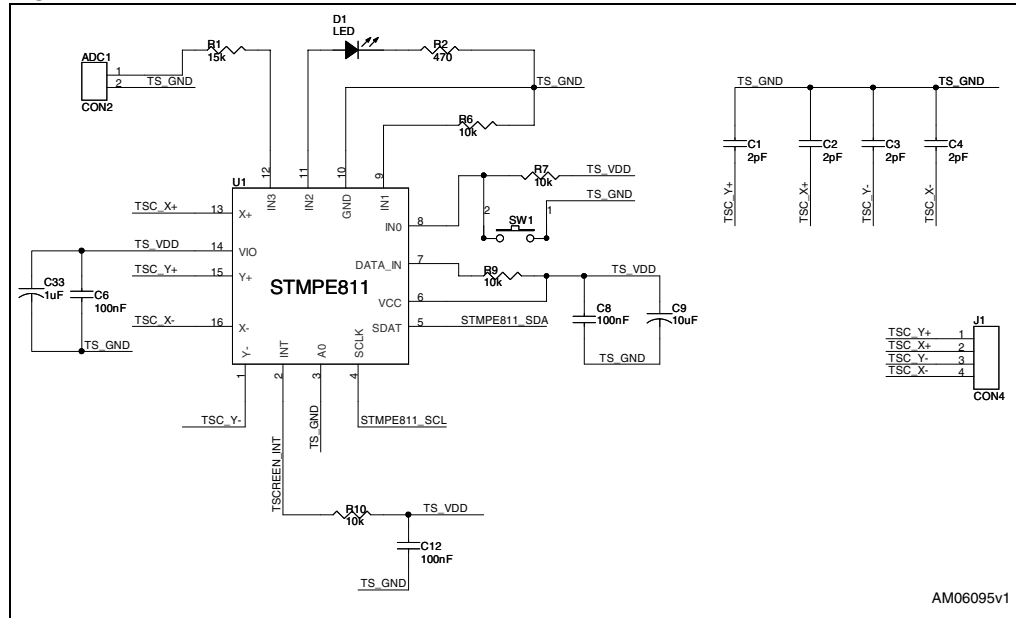 D1
LED
R1
15k
R2
470
ADC1
1
2
TS_GND
CON2
TS_GND
R6
10k
12
11
10
9
U1
IN3
IN2
GND
IN1
R7
10k
TS_VDD
TS_GND
2
1
SW1
TSC_X+
13
X+
IN0
8
TS_VDD
14
VIO
TSC_Y+
15
Y+
DATA_IN
7
R9
10k
TS_VDD
STMPE811
VCC
6
C33
1uF
C6
100nF
C8
100nF
C9
10uF
TSC_X-
16
X-
SDAT
5
STMPE811_SDA
TS_GND
TS_GND
Y-
INT
A0
SCLK
1
2
3
4
TSC_Y-
TSCREEN_INT
TS_GND
STMPE811_SCL
R10
10k
TS_VDD
C12
100nF
TS_GND
TS_GND
TS_GND
C1
2pF
C2
2pF
C3
2pF
C4
2pF
TSC_Y+
TSC_X+
TSC_Y-
TSC_X-
J1
TSC_Y+
1
TSC_X+
2
TSC_Y-
3
TSC_X-
4
CON4
AM06095v1